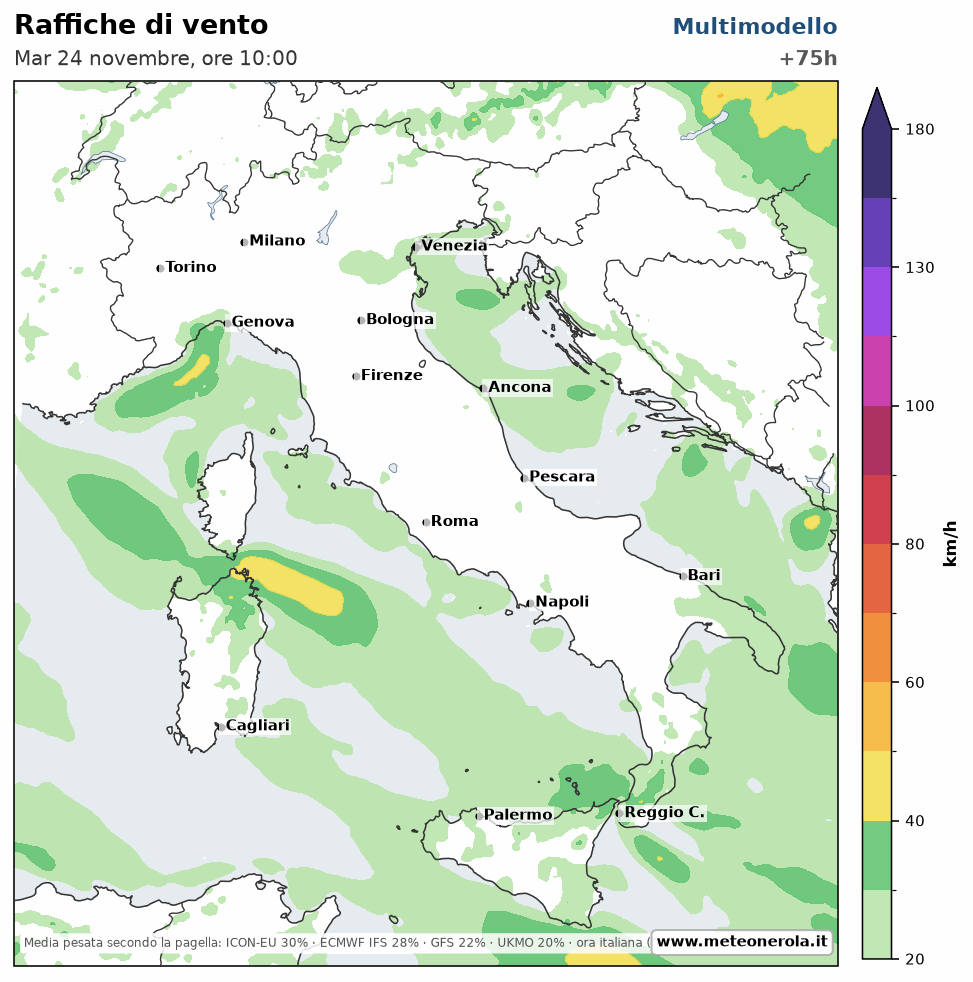 Raffiche di vento
Multimodello
Mar 24 novembre, ore 10:00
+75h
180
Milano
Venezia
Torino
130
Genova
Bologna
Firenze
Ancona
100
Pescara
Roma
80
km/h
Bari
Napoli
60
Cagliari
Palermo
Reggio C.
40
Media pesata secondo la pagella: ICON-EU 30% · ECMWF IFS 28% · GFS 22% · UKMO 20% · ora italiana (
www.meteonerola.it
20